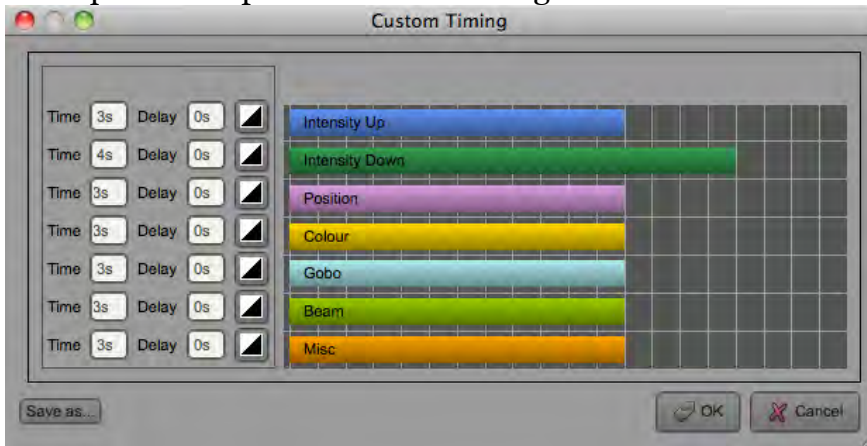 Custom Timing
Time 3s Delay 0s Intensity Up
Time 4s Delay 0s Intensity Down
Time 3s Delay 0s Position
Time 3s Delay 0s Colour
Time 3s Delay 0s Gobo
Time 3s Delay 0s Beam
Time 3s Delay 0s Misc
Save as... OK Cancel